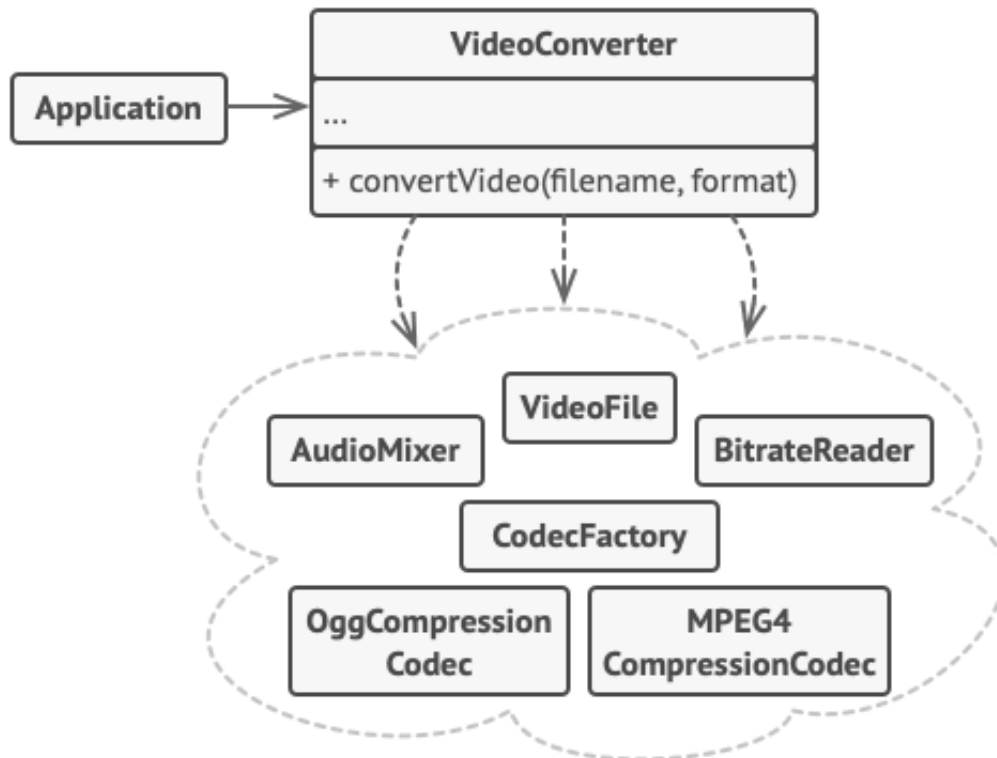 VideoConverter
Application
...
+ convertVideo(filename, format)
VideoFile
AudioMixer
BitrateReader
CodecFactory
OggCompression
Codec
MPEG4
CompressionCodec